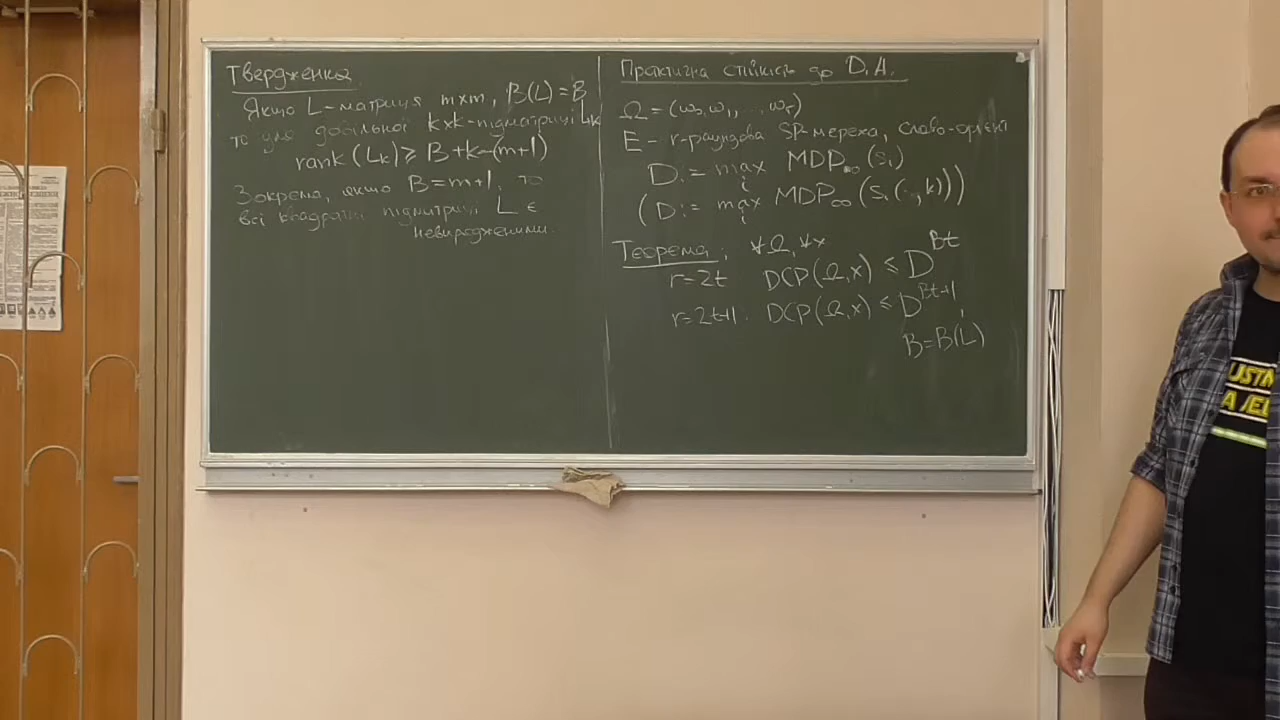 Твердження.
Якщо L-матриця m×m, B(L)=B
то для довільної k×k-підматриці Lk
rank(Lk) ≥ B+k-(m+1)
Зокрема, якщо B=m+1, то
всі квадратні підматриці L є
невиродженими.
Практична стійкість до D.A.
Ω = (ω0, ω1, ..., ωr)
E - r-раундова SP-мережа, слово-орієнт
D := max i MDP∞ (Si)
(D := max i MDP∞ (Si(·,k)))
Теорема: ∀Ω, ∀x
r=2t DCP(Ω,x) ≤ D^Bt
r=2t+1. DCP(Ω,x) ≤ D^Bt+1,
B=B(L)